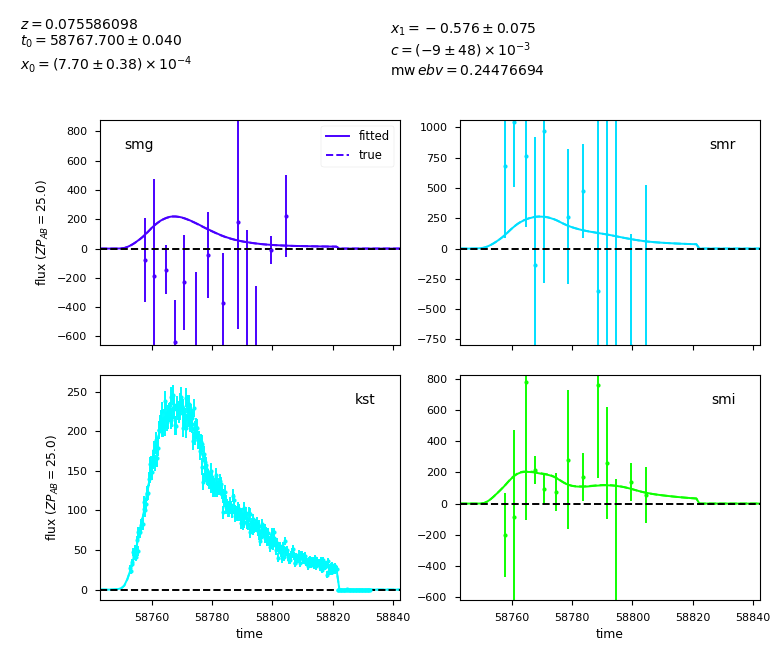 z = 0.075586098
t₀ = 58767.700 ± 0.040
x₀ = (7.70 ± 0.38) × 10⁻⁴
x₁ = −0.576 ± 0.075
c = (−9 ± 48) × 10⁻³
mw ebv = 0.24476694
smg
fitted
true
800
600
400
200
0
−200
−400
−600
flux (ZP_AB = 25.0)
smr
1000
750
500
250
0
−250
−500
−750
kst
250
200
150
100
50
0
flux (ZP_AB = 25.0)
58760 58780 58800 58820 58840
time
smi
800
600
400
200
0
−200
−400
−600
58760 58780 58800 58820 58840
time